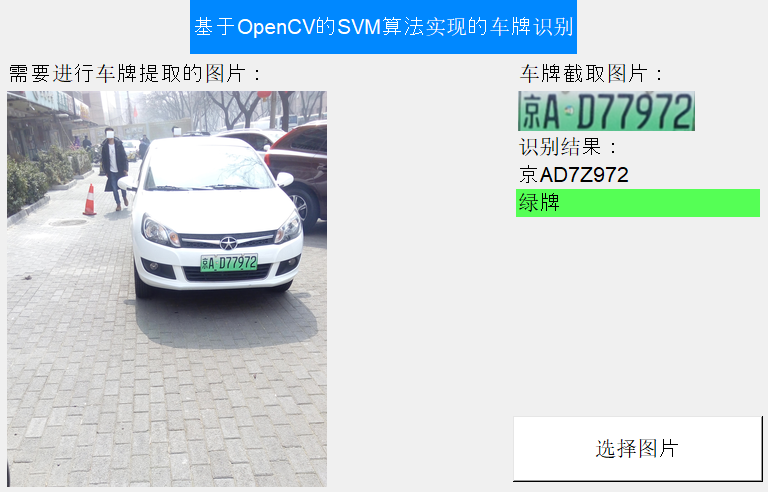 基于OpenCV的SVM算法实现的车牌识别
需要进行车牌提取的图片：
京A·D77972
车牌截取图片：
京A·D77972
识别结果：
京AD7Z972
绿牌
选择图片